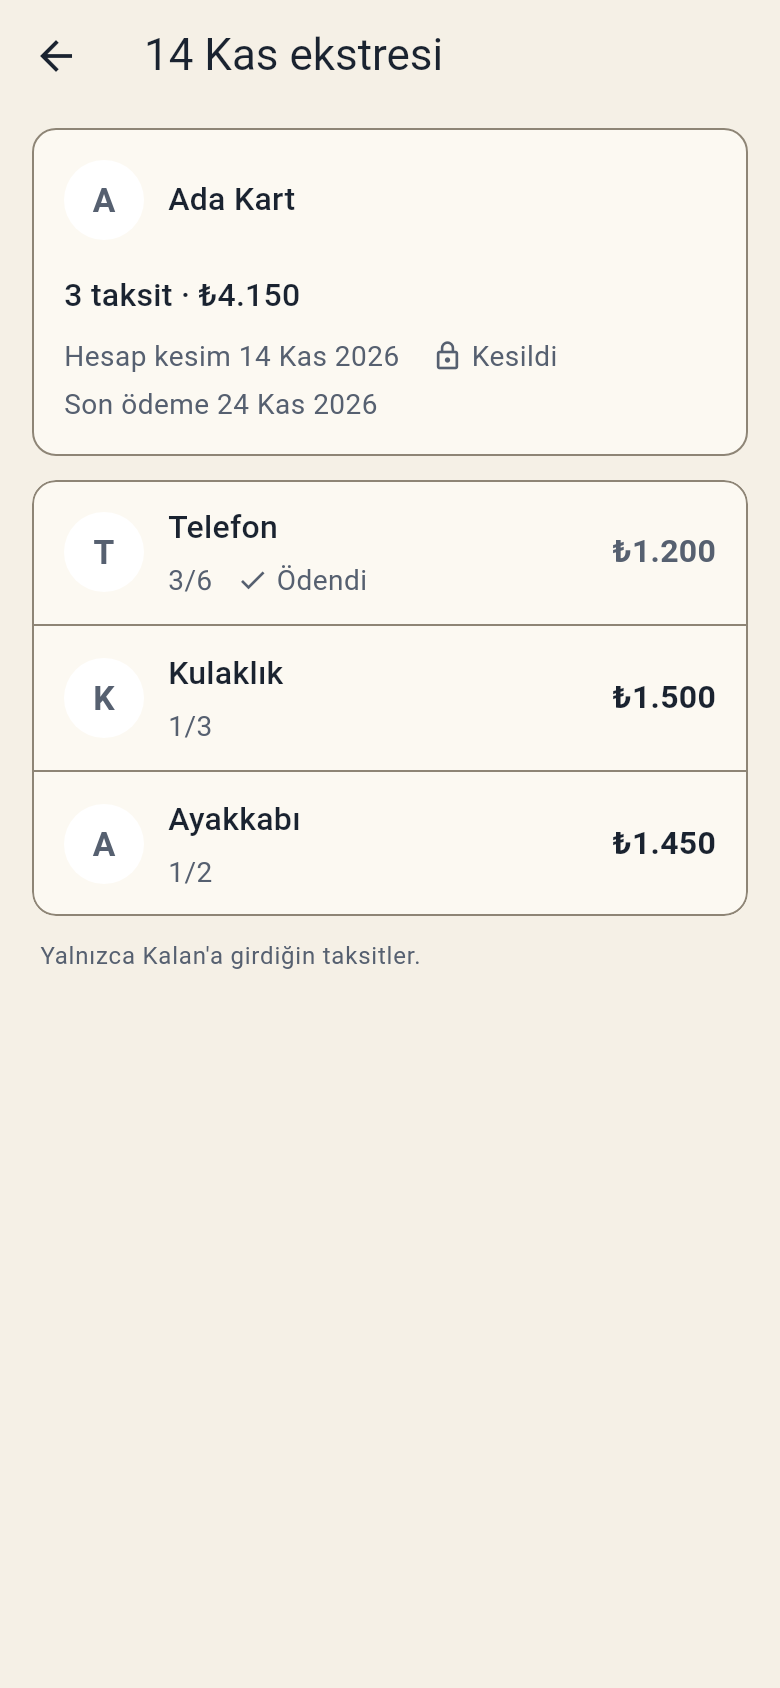 14 Kas ekstresi
A
Ada Kart
3 taksit · ₺4.150
Hesap kesim 14 Kas 2026 Kesildi
Son ödeme 24 Kas 2026
T
Telefon
3/6 Ödendi
₺1.200
K
Kulaklık
1/3
₺1.500
A
Ayakkabı
1/2
₺1.450
Yalnızca Kalan'a girdiğin taksitler.